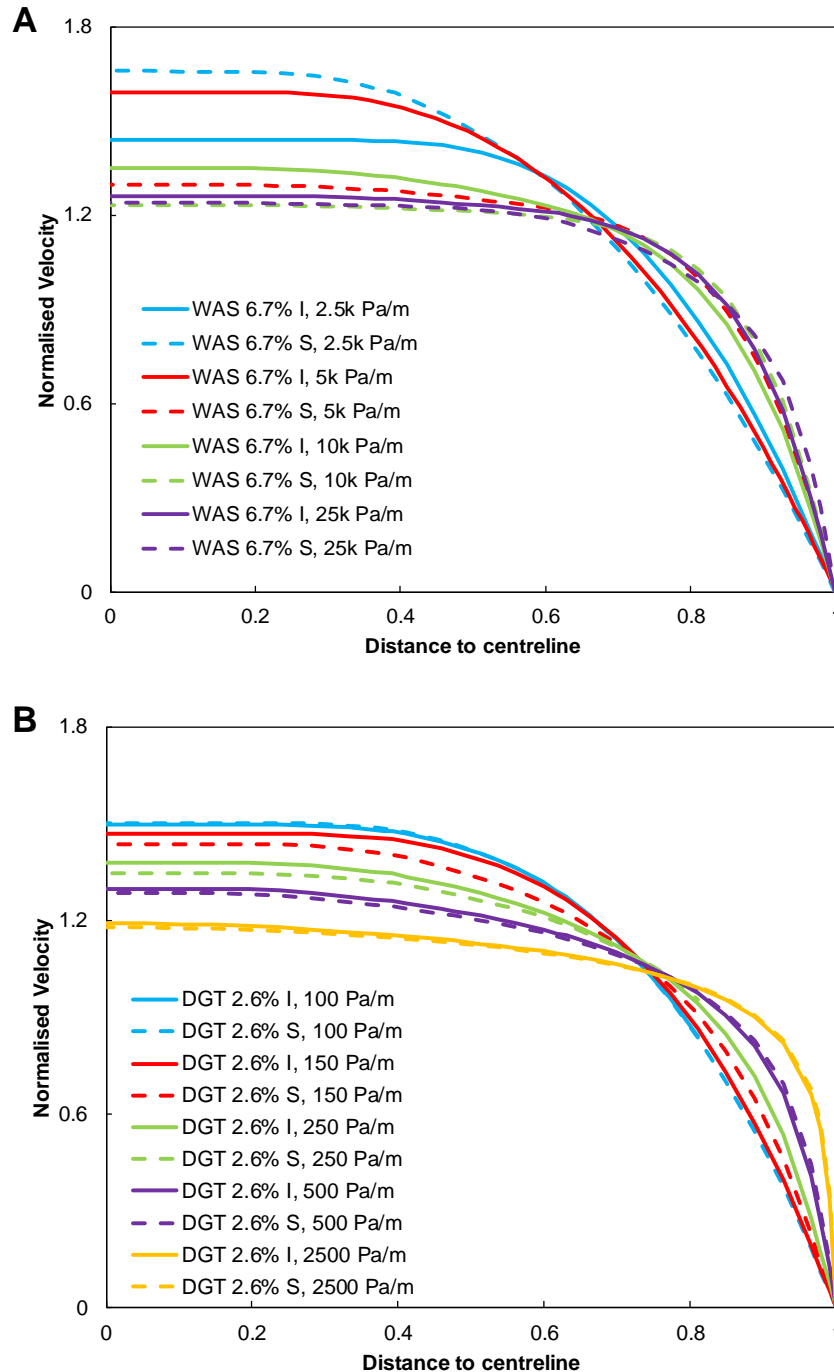 A
1.8
1.2
0.6
0
Normalised Velocity
WAS 6.7% I, 2.5k Pa/m
WAS 6.7% S, 2.5k Pa/m
WAS 6.7% I, 5k Pa/m
WAS 6.7% S, 5k Pa/m
WAS 6.7% I, 10k Pa/m
WAS 6.7% S, 10k Pa/m
WAS 6.7% I, 25k Pa/m
WAS 6.7% S, 25k Pa/m
0 0.2 0.4 0.6 0.8 1
Distance to centreline
B
1.8
1.2
0.6
0
Normalised Velocity
DGT 2.6% I, 100 Pa/m
DGT 2.6% S, 100 Pa/m
DGT 2.6% I, 150 Pa/m
DGT 2.6% S, 150 Pa/m
DGT 2.6% I, 250 Pa/m
DGT 2.6% S, 250 Pa/m
DGT 2.6% I, 500 Pa/m
DGT 2.6% S, 500 Pa/m
DGT 2.6% I, 2500 Pa/m
DGT 2.6% S, 2500 Pa/m
0 0.2 0.4 0.6 0.8 1
Distance to centreline